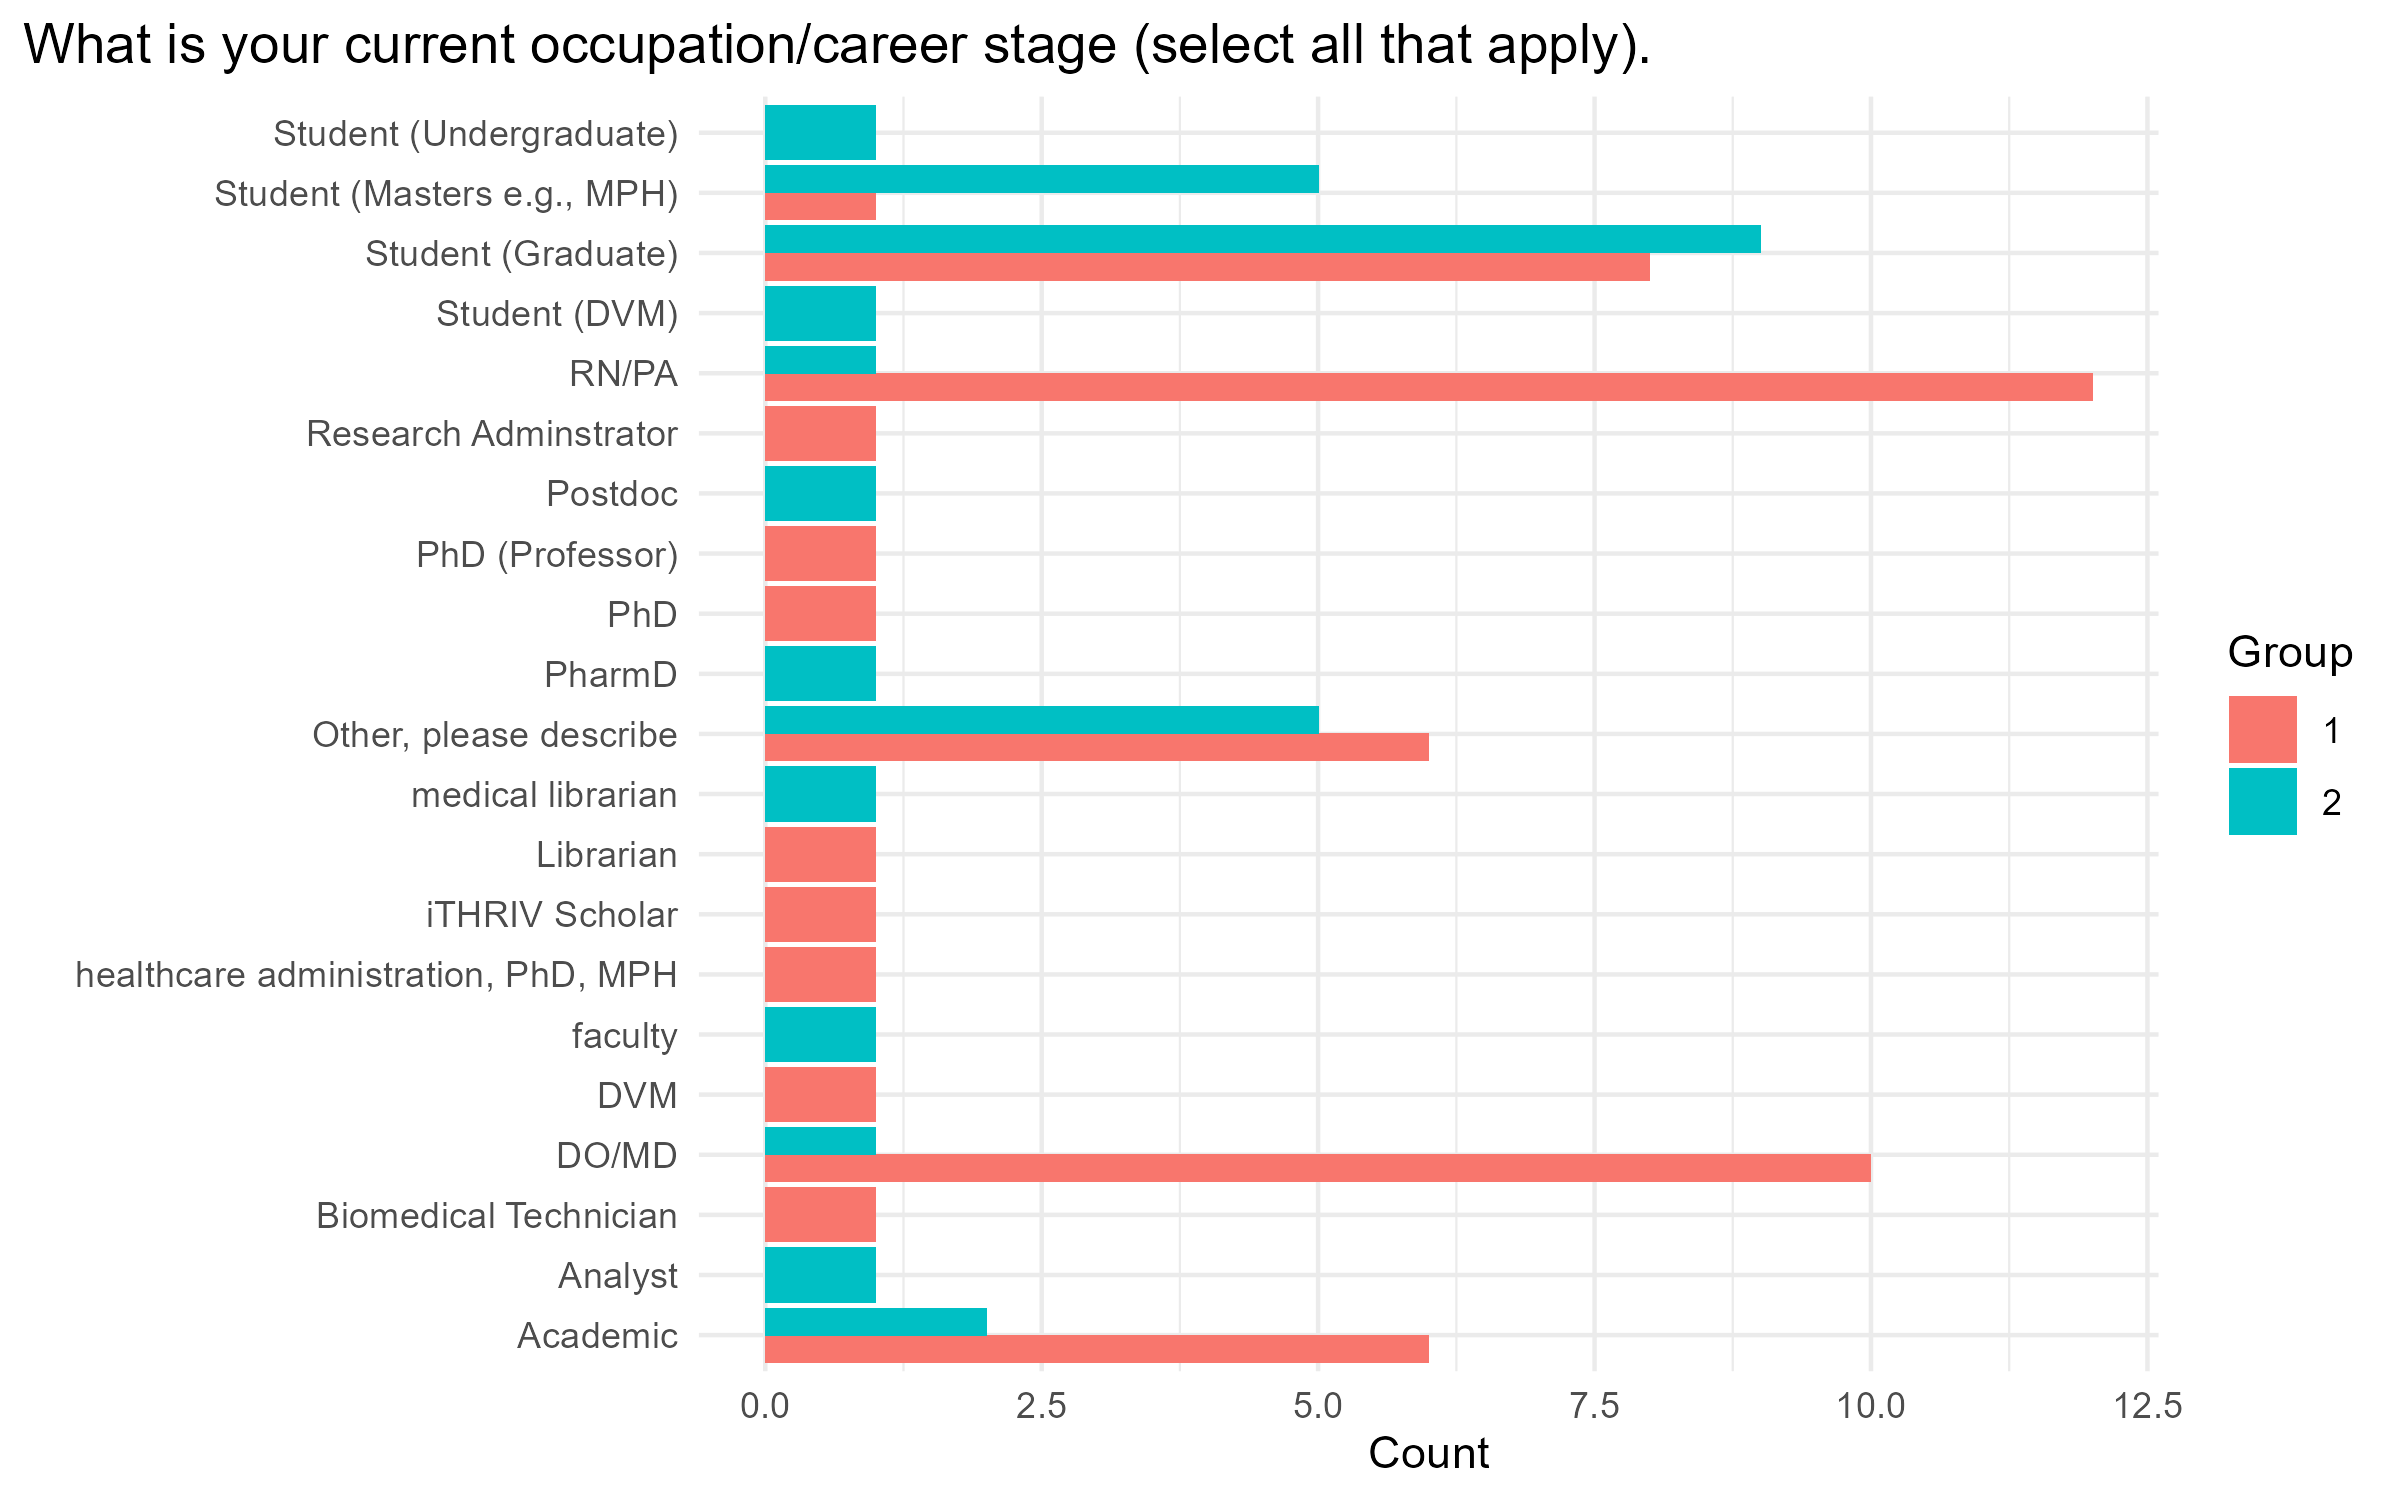 What is your current occupation/career stage (select all that apply).
Student (Undergraduate)
Student (Masters e.g., MPH)
Student (Graduate)
Student (DVM)
RN/PA
Research Adminstrator
Postdoc
PhD (Professor)
PhD
PharmD
Other, please describe
medical librarian
Librarian
iTHRIV Scholar
healthcare administration, PhD, MPH
faculty
DVM
DO/MD
Biomedical Technician
Analyst
Academic
0.0 2.5 5.0 7.5 10.0 12.5
Count
Group
1
2